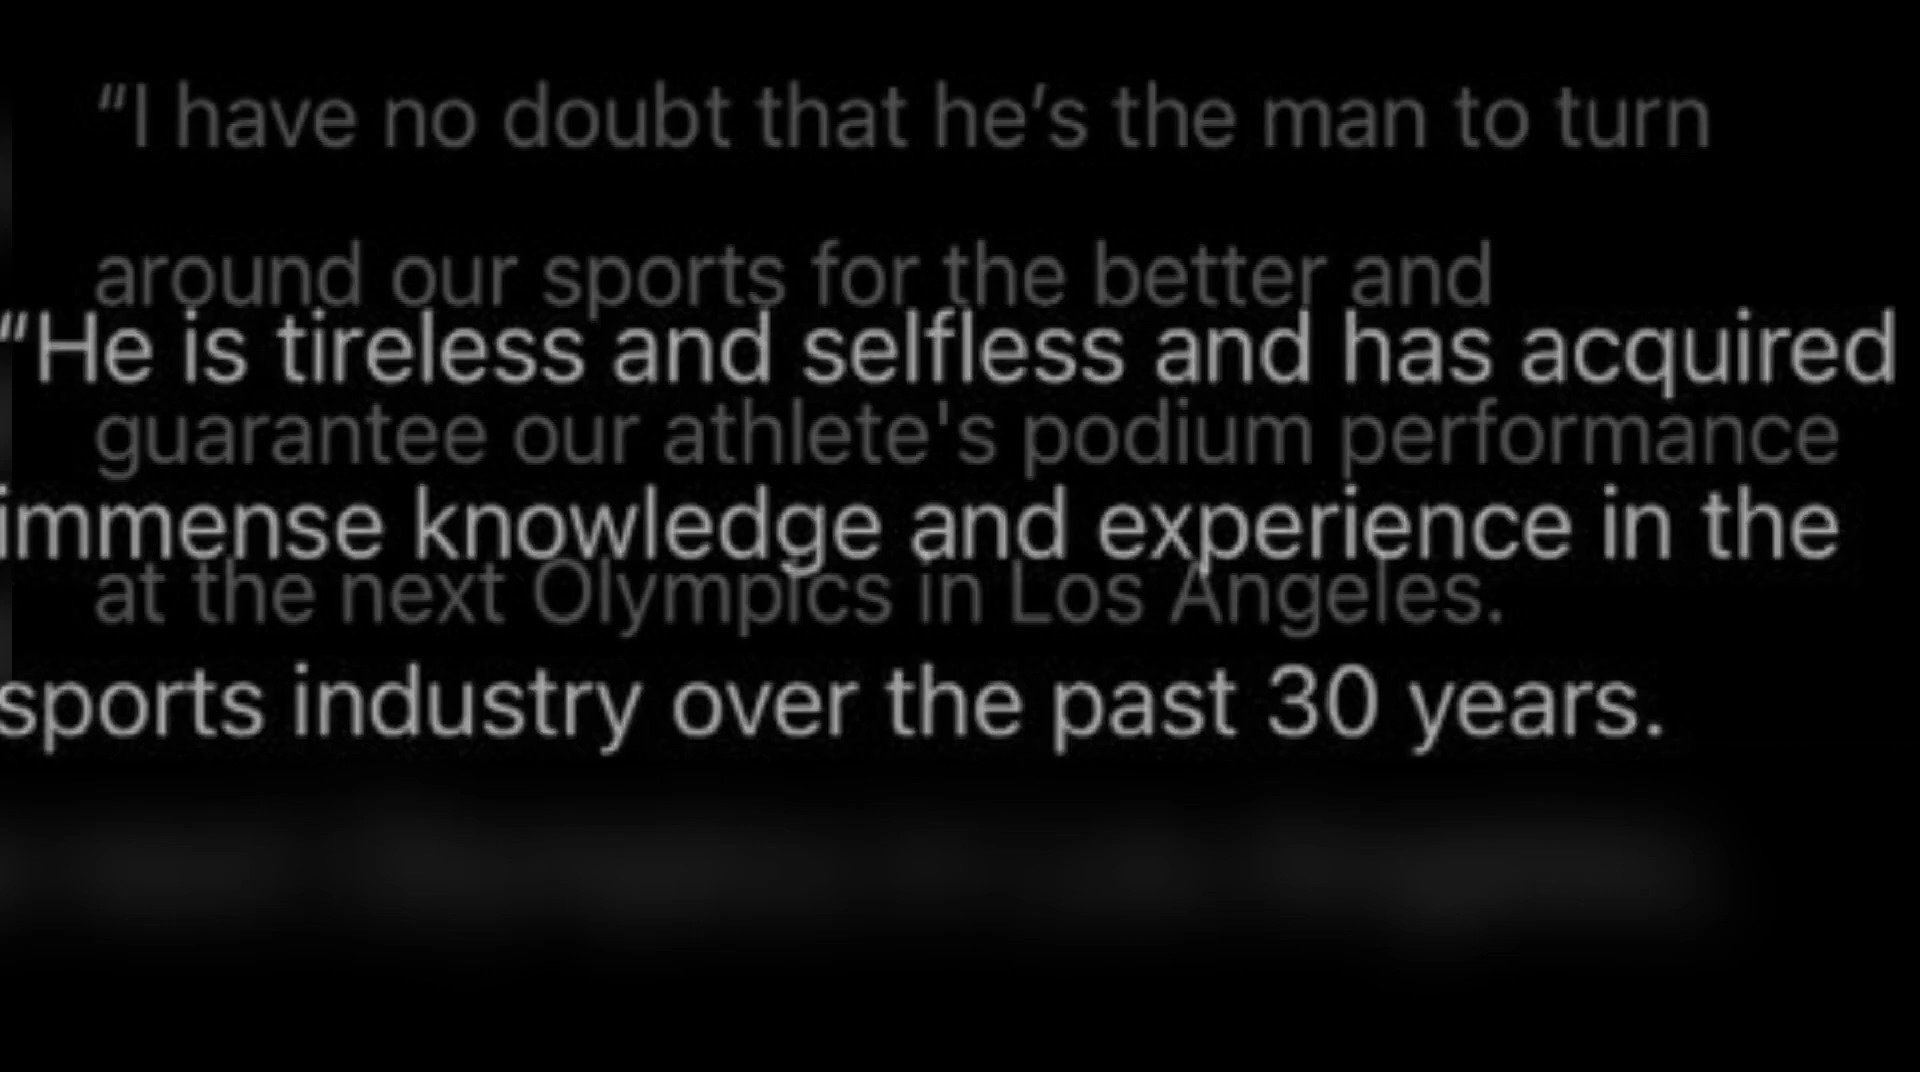 “I have no doubt that he’s the man to turn
around our sports for the better and
guarantee our athlete's podium performance
at the next Olympics in Los Angeles.
“He is tireless and selfless and has acquired
immense knowledge and experience in the
sports industry over the past 30 years.